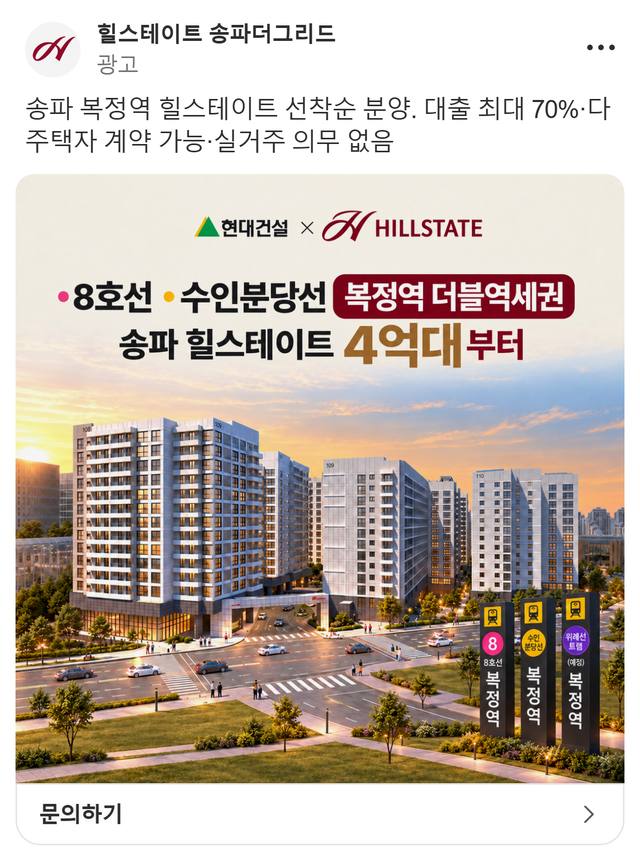 힐스테이트 송파더그리드
광고
송파 복정역 힐스테이트 선착순 분양. 대출 최대 70%·다
주택자 계약 가능·실거주 의무 없음
현대건설 × HILLSTATE
•8호선 •수인분당선 복정역 더블역세권
송파 힐스테이트 4억대부터
108
109
110
8
8호선
복정역
수인
분당선
복정역
위례선
트램
(예정)
복정역
문의하기